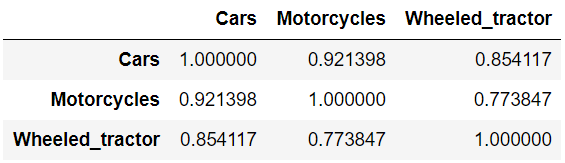 Cars Motorcycles Wheeled_tractor
Cars 1.000000 0.921398 0.854117
Motorcycles 0.921398 1.000000 0.773847
Wheeled_tractor 0.854117 0.773847 1.000000